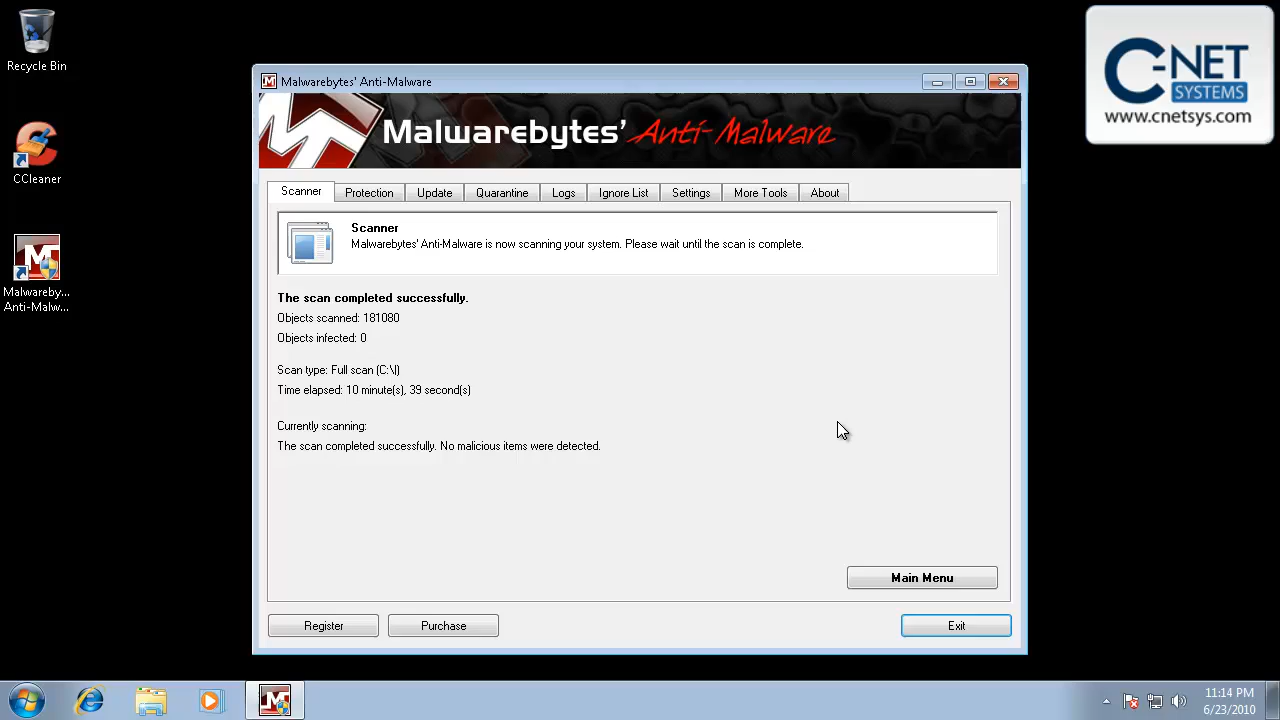 Recycle Bin
CCleaner
Malwareby...
Anti-Malw...
C-NET
SYSTEMS
www.cnetsys.com
Malwarebytes' Anti-Malware
Malwarebytes' Anti-Malware
Scanner
Protection
Update
Quarantine
Logs
Ignore List
Settings
More Tools
About
Scanner
Malwarebytes' Anti-Malware is now scanning your system. Please wait until the scan is complete.
The scan completed successfully.
Objects scanned: 181080
Objects infected: 0
Scan type: Full scan (C:\|)
Time elapsed: 10 minute(s), 39 second(s)
Currently scanning:
The scan completed successfully. No malicious items were detected.
Main Menu
Register
Purchase
Exit
11:14 PM
6/23/2010